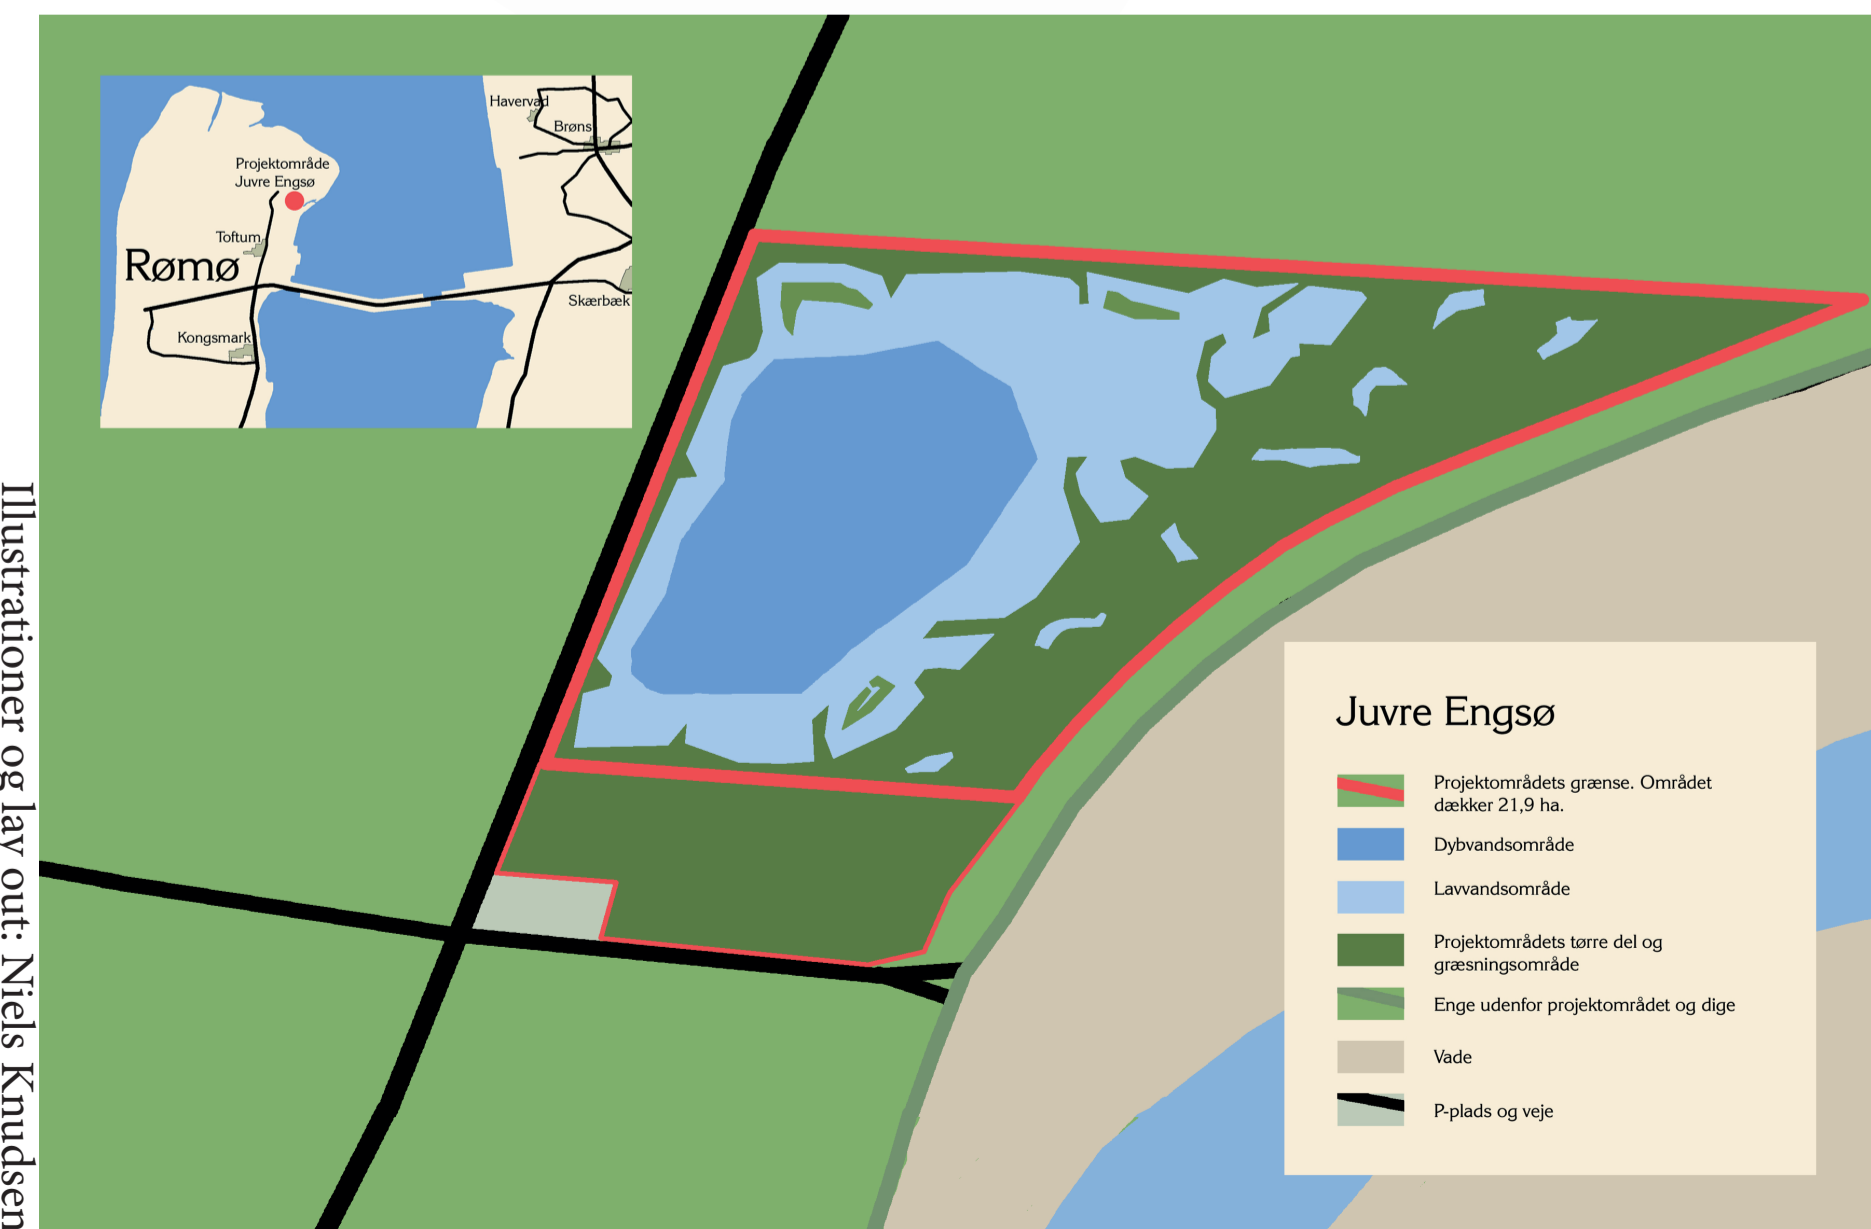 Havervad
Brøns
Projektområde
Juvre Engsø
Toftum
Rømø
Skærbæk
Kongsmark
Illustrationer og lay out: Niels Knudsen
Juvre Engsø
Projektområdets grænse. Området
dækker 21,9 ha.
Dybvandsområde
Lavvandsområde
Projektområdets tørre del og
græsningsområde
Enge udenfor projektområdet og dige
Vade
P-plads og veje